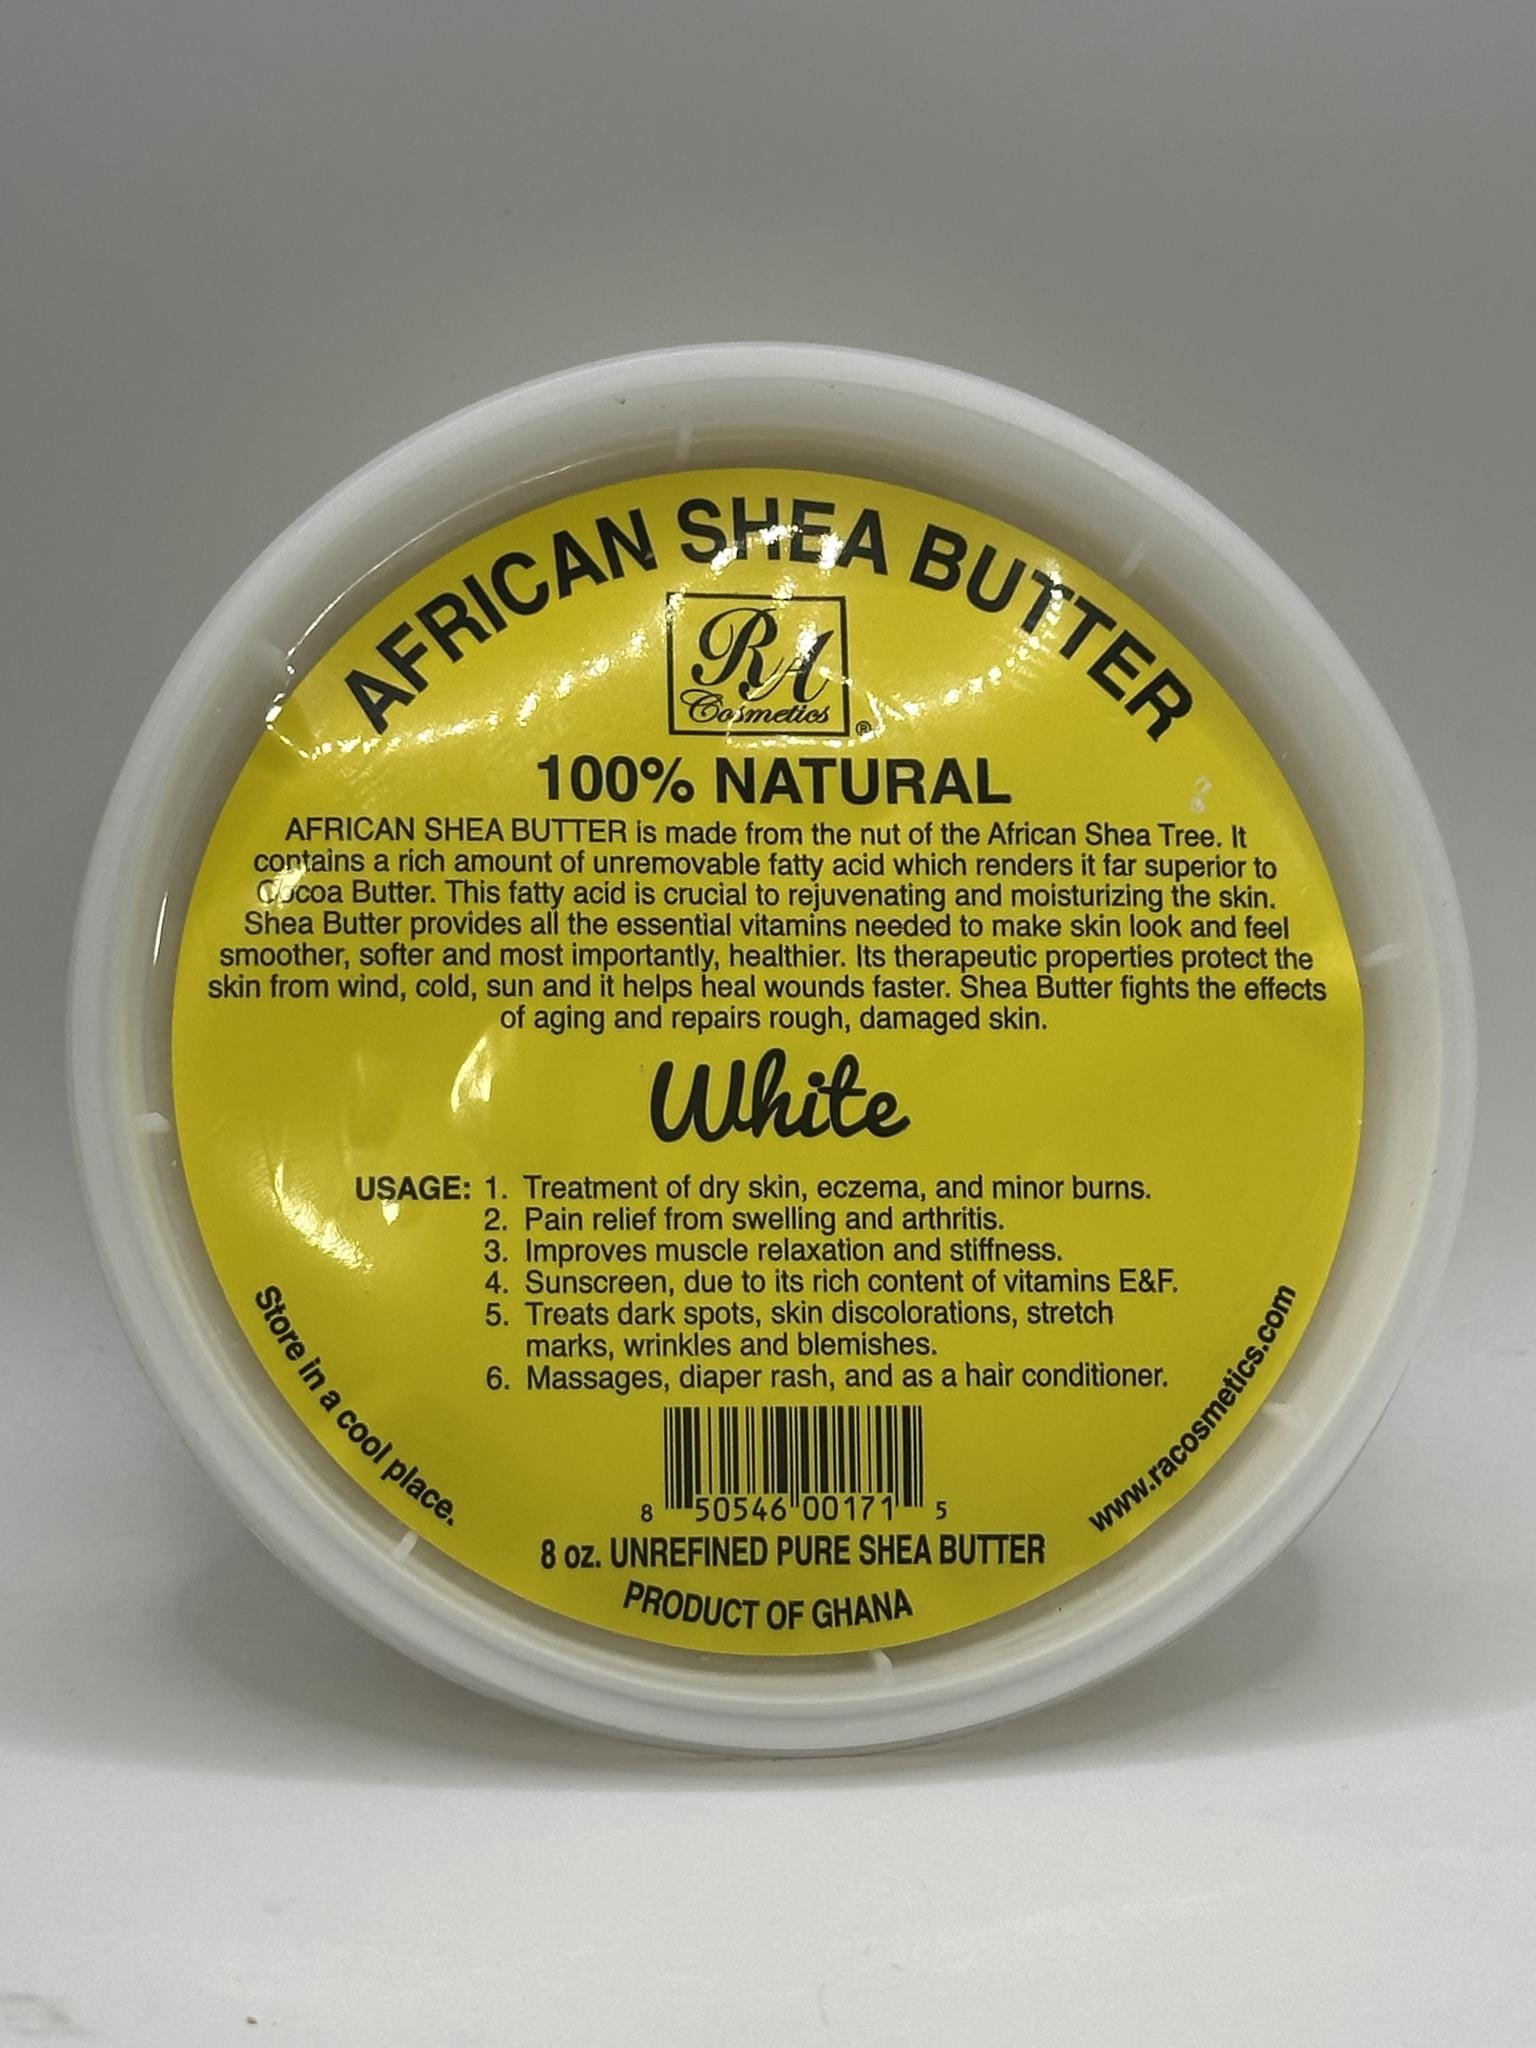 AFRICAN SHEA BUTTER
RA
Cosmetics
®
100% NATURAL
AFRICAN SHEA BUTTER is made from the nut of the African Shea Tree. It
contains a rich amount of unremovable fatty acid which renders it far superior to
Cocoa Butter. This fatty acid is crucial to rejuvenating and moisturizing the skin.
Shea Butter provides all the essential vitamins needed to make skin look and feel
smoother, softer and most importantly, healthier. Its therapeutic properties protect the
skin from wind, cold, sun and it helps heal wounds faster. Shea Butter fights the effects
of aging and repairs rough, damaged skin.
White
USAGE: 1. Treatment of dry skin, eczema, and minor burns.
2. Pain relief from swelling and arthritis.
3. Improves muscle relaxation and stiffness.
4. Sunscreen, due to its rich content of vitamins E&F.
5. Treats dark spots, skin discolorations, stretch
marks, wrinkles and blemishes.
6. Massages, diaper rash, and as a hair conditioner.
Store in a cool place.
www.racosmetics.com
8 50546 00171 5
8 oz. UNREFINED PURE SHEA BUTTER
PRODUCT OF GHANA